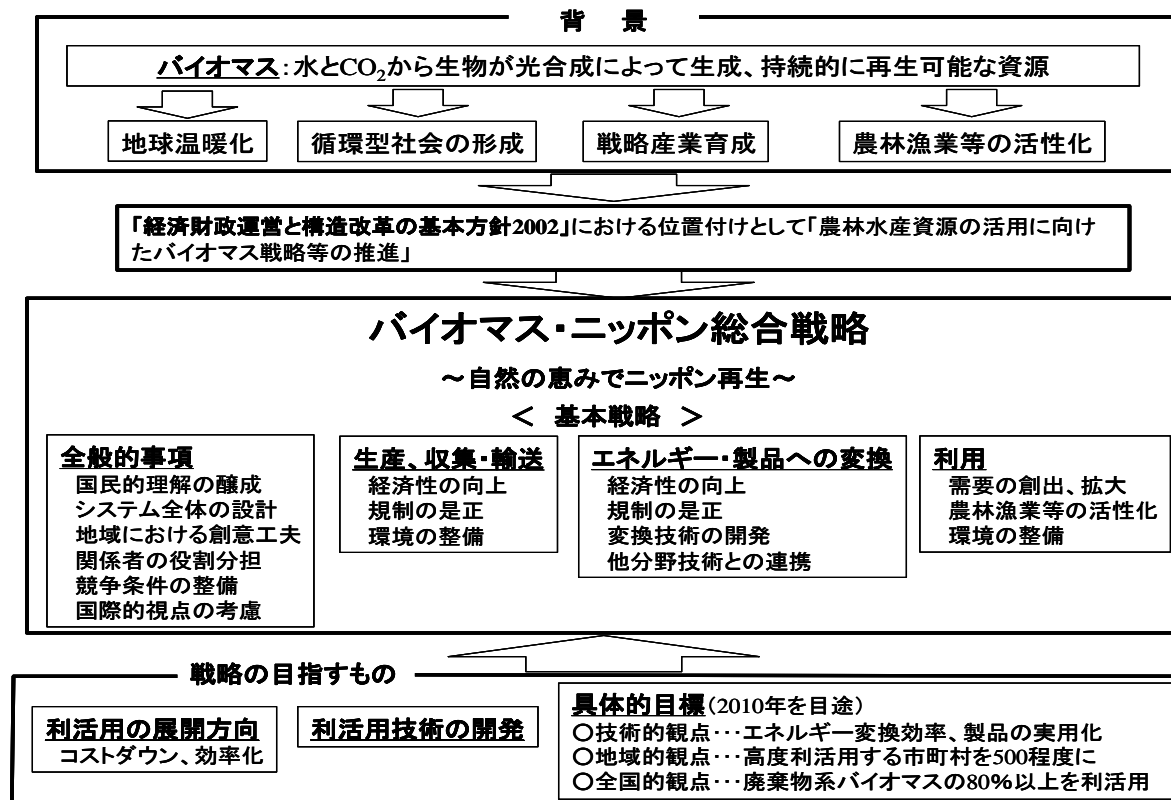 背　景
バイオマス：水とCO₂から生物が光合成によって生成、持続的に再生可能な資源
地球温暖化
循環型社会の形成
戦略産業育成
農林漁業等の活性化
「経済財政運営と構造改革の基本方針2002」における位置付けとして「農林水産資源の活用に向け
たバイオマス戦略等の推進」
バイオマス・ニッポン総合戦略
～自然の恵みでニッポン再生～
＜　基本戦略　＞
全般的事項
国民的理解の醸成
システム全体の設計
地域における創意工夫
関係者の役割分担
競争条件の整備
国際的視点の考慮
生産、収集・輸送
経済性の向上
規制の是正
環境の整備
エネルギー・製品への変換
経済性の向上
規制の是正
変換技術の開発
他分野技術との連携
利用
需要の創出、拡大
農林漁業等の活性化
環境の整備
戦略の目指すもの
利活用の展開方向
コストダウン、効率化
利活用技術の開発
具体的目標（2010年を目途）
○技術的観点･･･エネルギー変換効率、製品の実用化
○地域的観点･･･高度利活用する市町村を500程度に
○全国的観点･･･廃棄物系バイオマスの80%以上を利活用